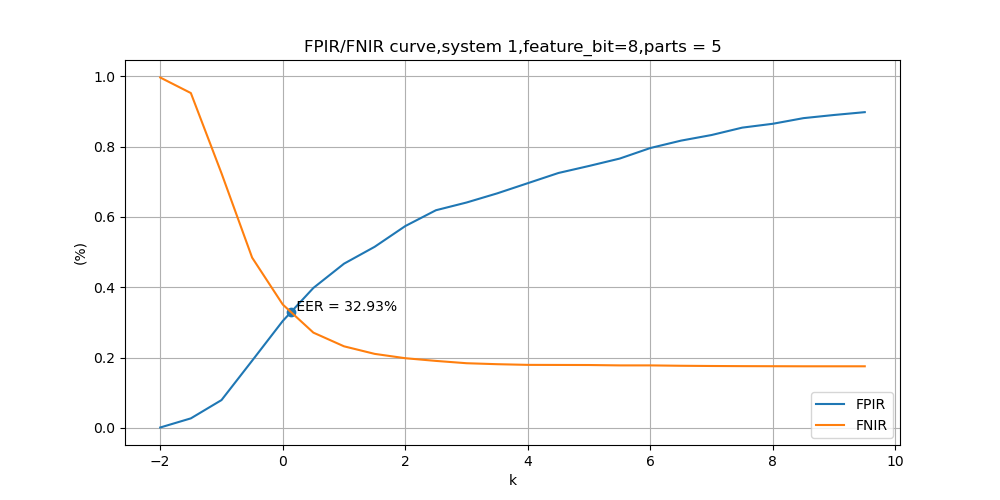 FPIR/FNIR curve,system 1,feature_bit=8,parts = 5
(%)
1.0
0.8
0.6
0.4
0.2
0.0
EER = 32.93%
FPIR
FNIR
−2
0
2
4
6
8
10
k